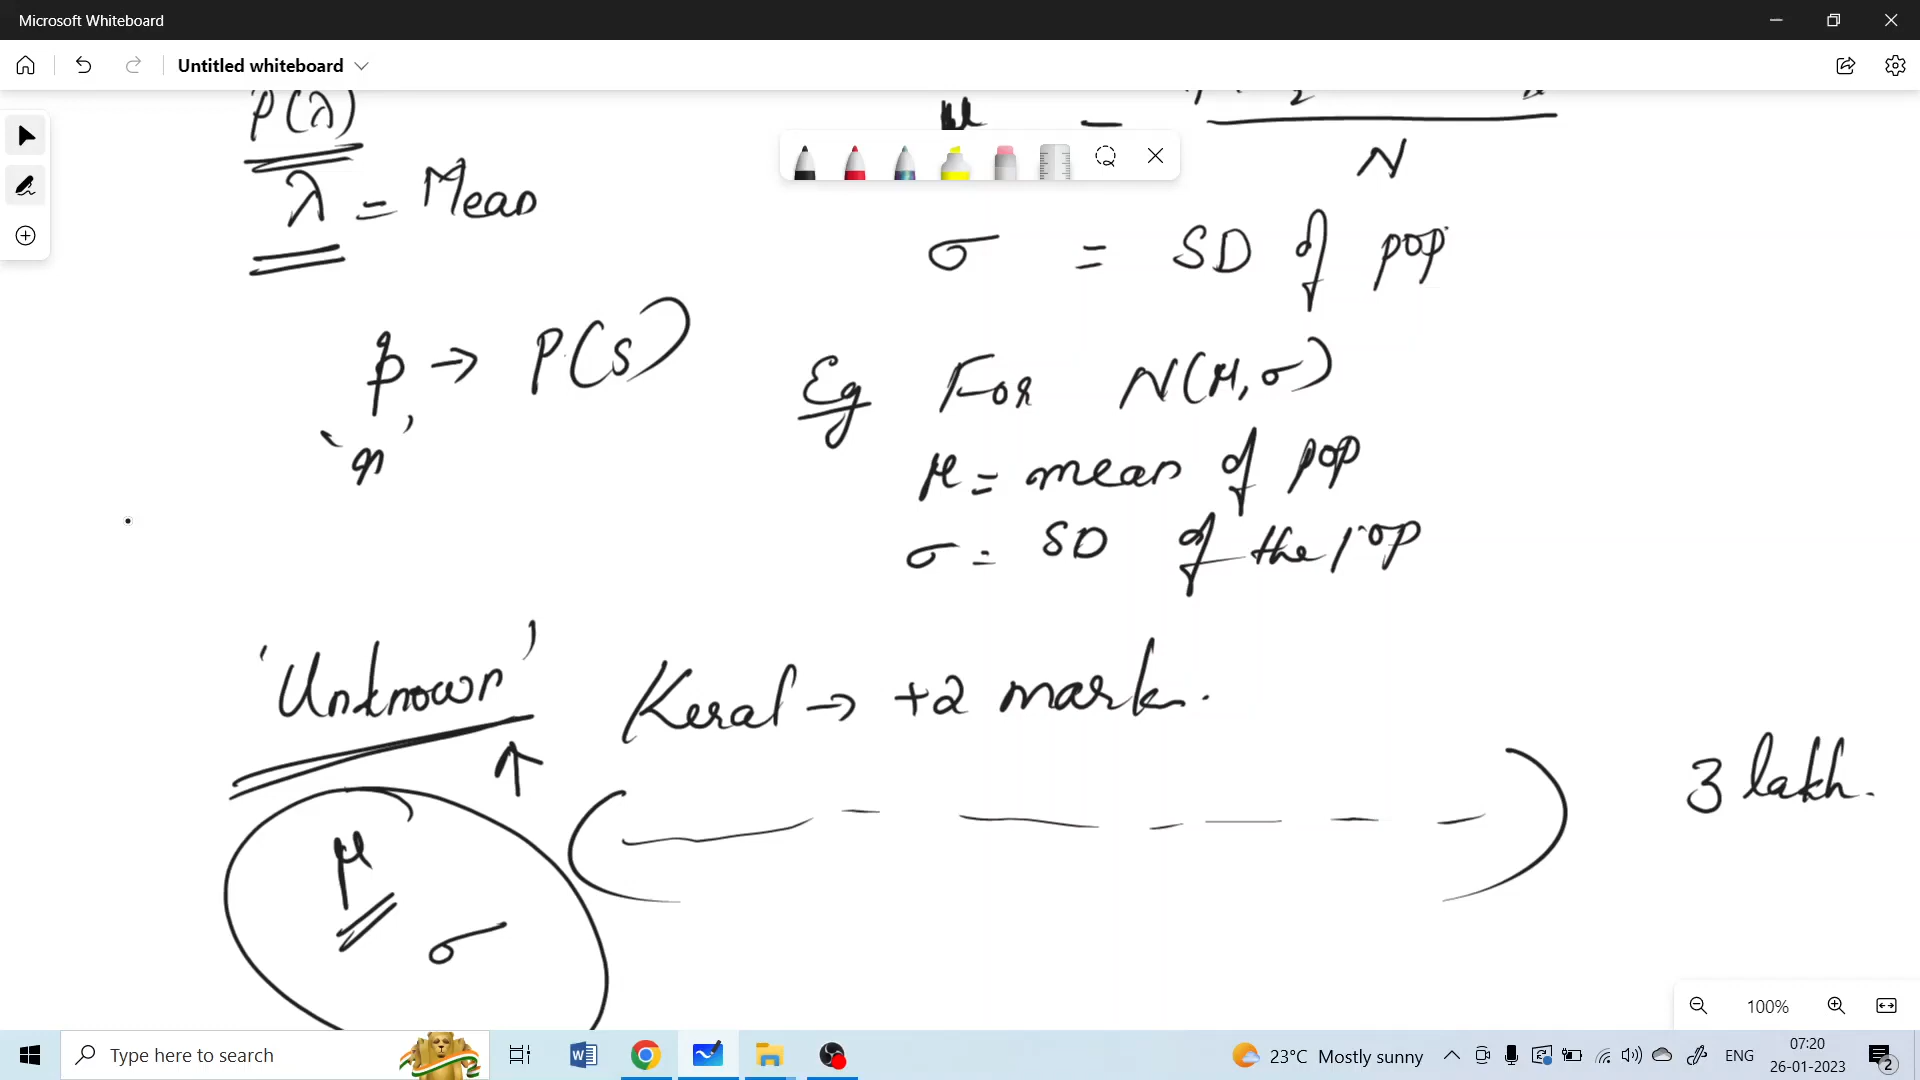 Microsoft Whiteboard
Untitled whiteboard
P(λ)
λ = Mean
μ =
N
σ = SD of pop
p → P(s)
'n'
Eg For N(μ, σ)
μ = mean of pop
σ = SD of the pop
'Unknown' Keral → +2 mark.
3 lakh.
μ
σ
100%
Type here to search
23°C Mostly sunny
ENG
07:20
26-01-2023
2